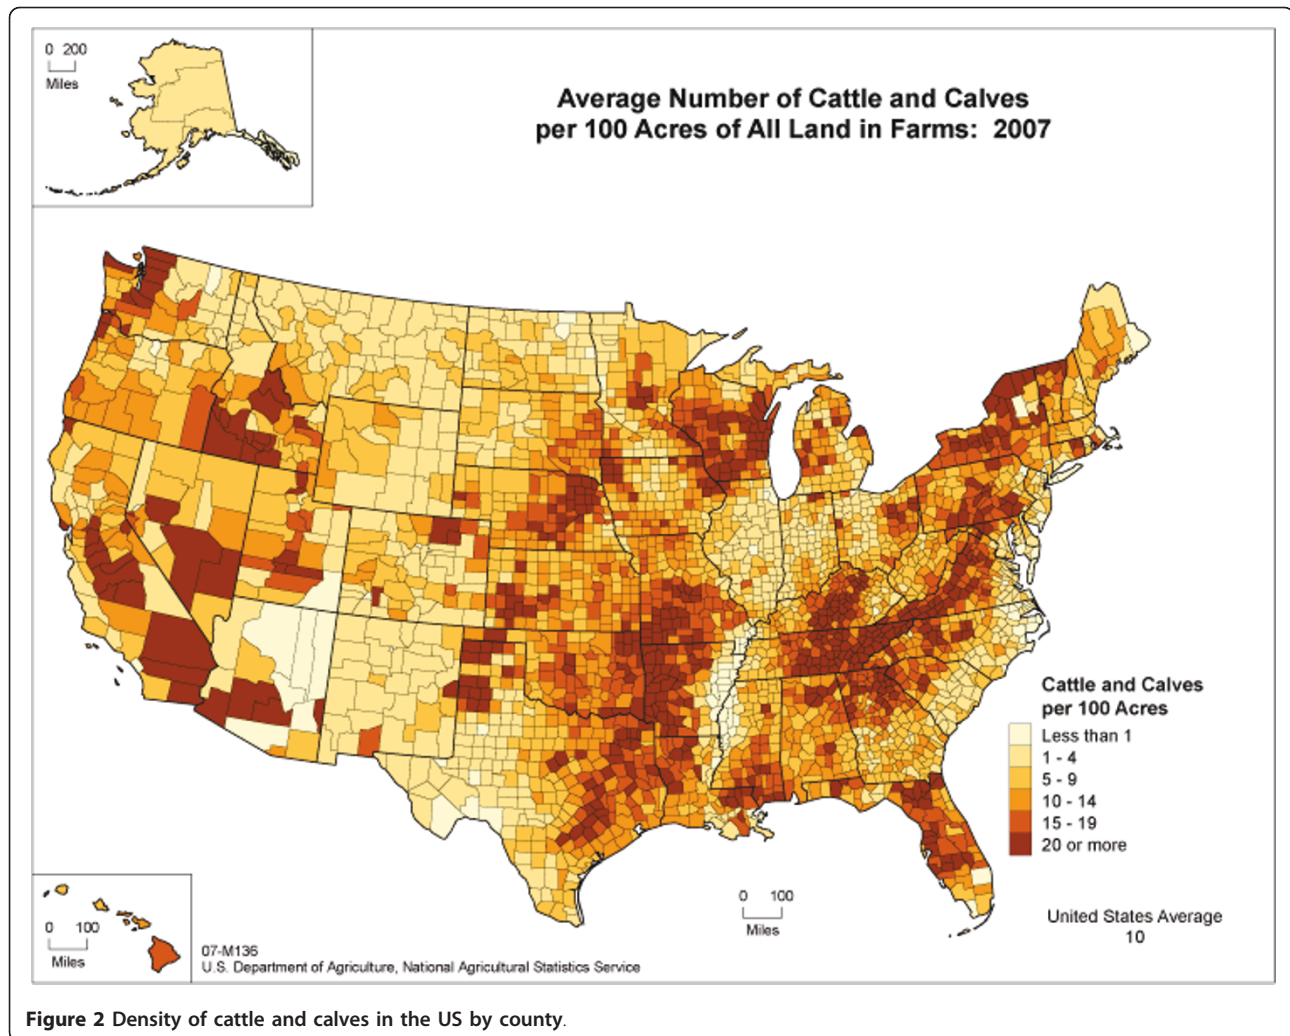 0 200
Miles
Average Number of Cattle and Calves
per 100 Acres of All Land in Farms: 2007
Cattle and Calves
per 100 Acres
Less than 1
1 - 4
5 - 9
10 - 14
15 - 19
20 or more
0 100
Miles
United States Average
10
0 100
Miles
07-M136
U.S. Department of Agriculture, National Agricultural Statistics Service
Figure 2 Density of cattle and calves in the US by county.